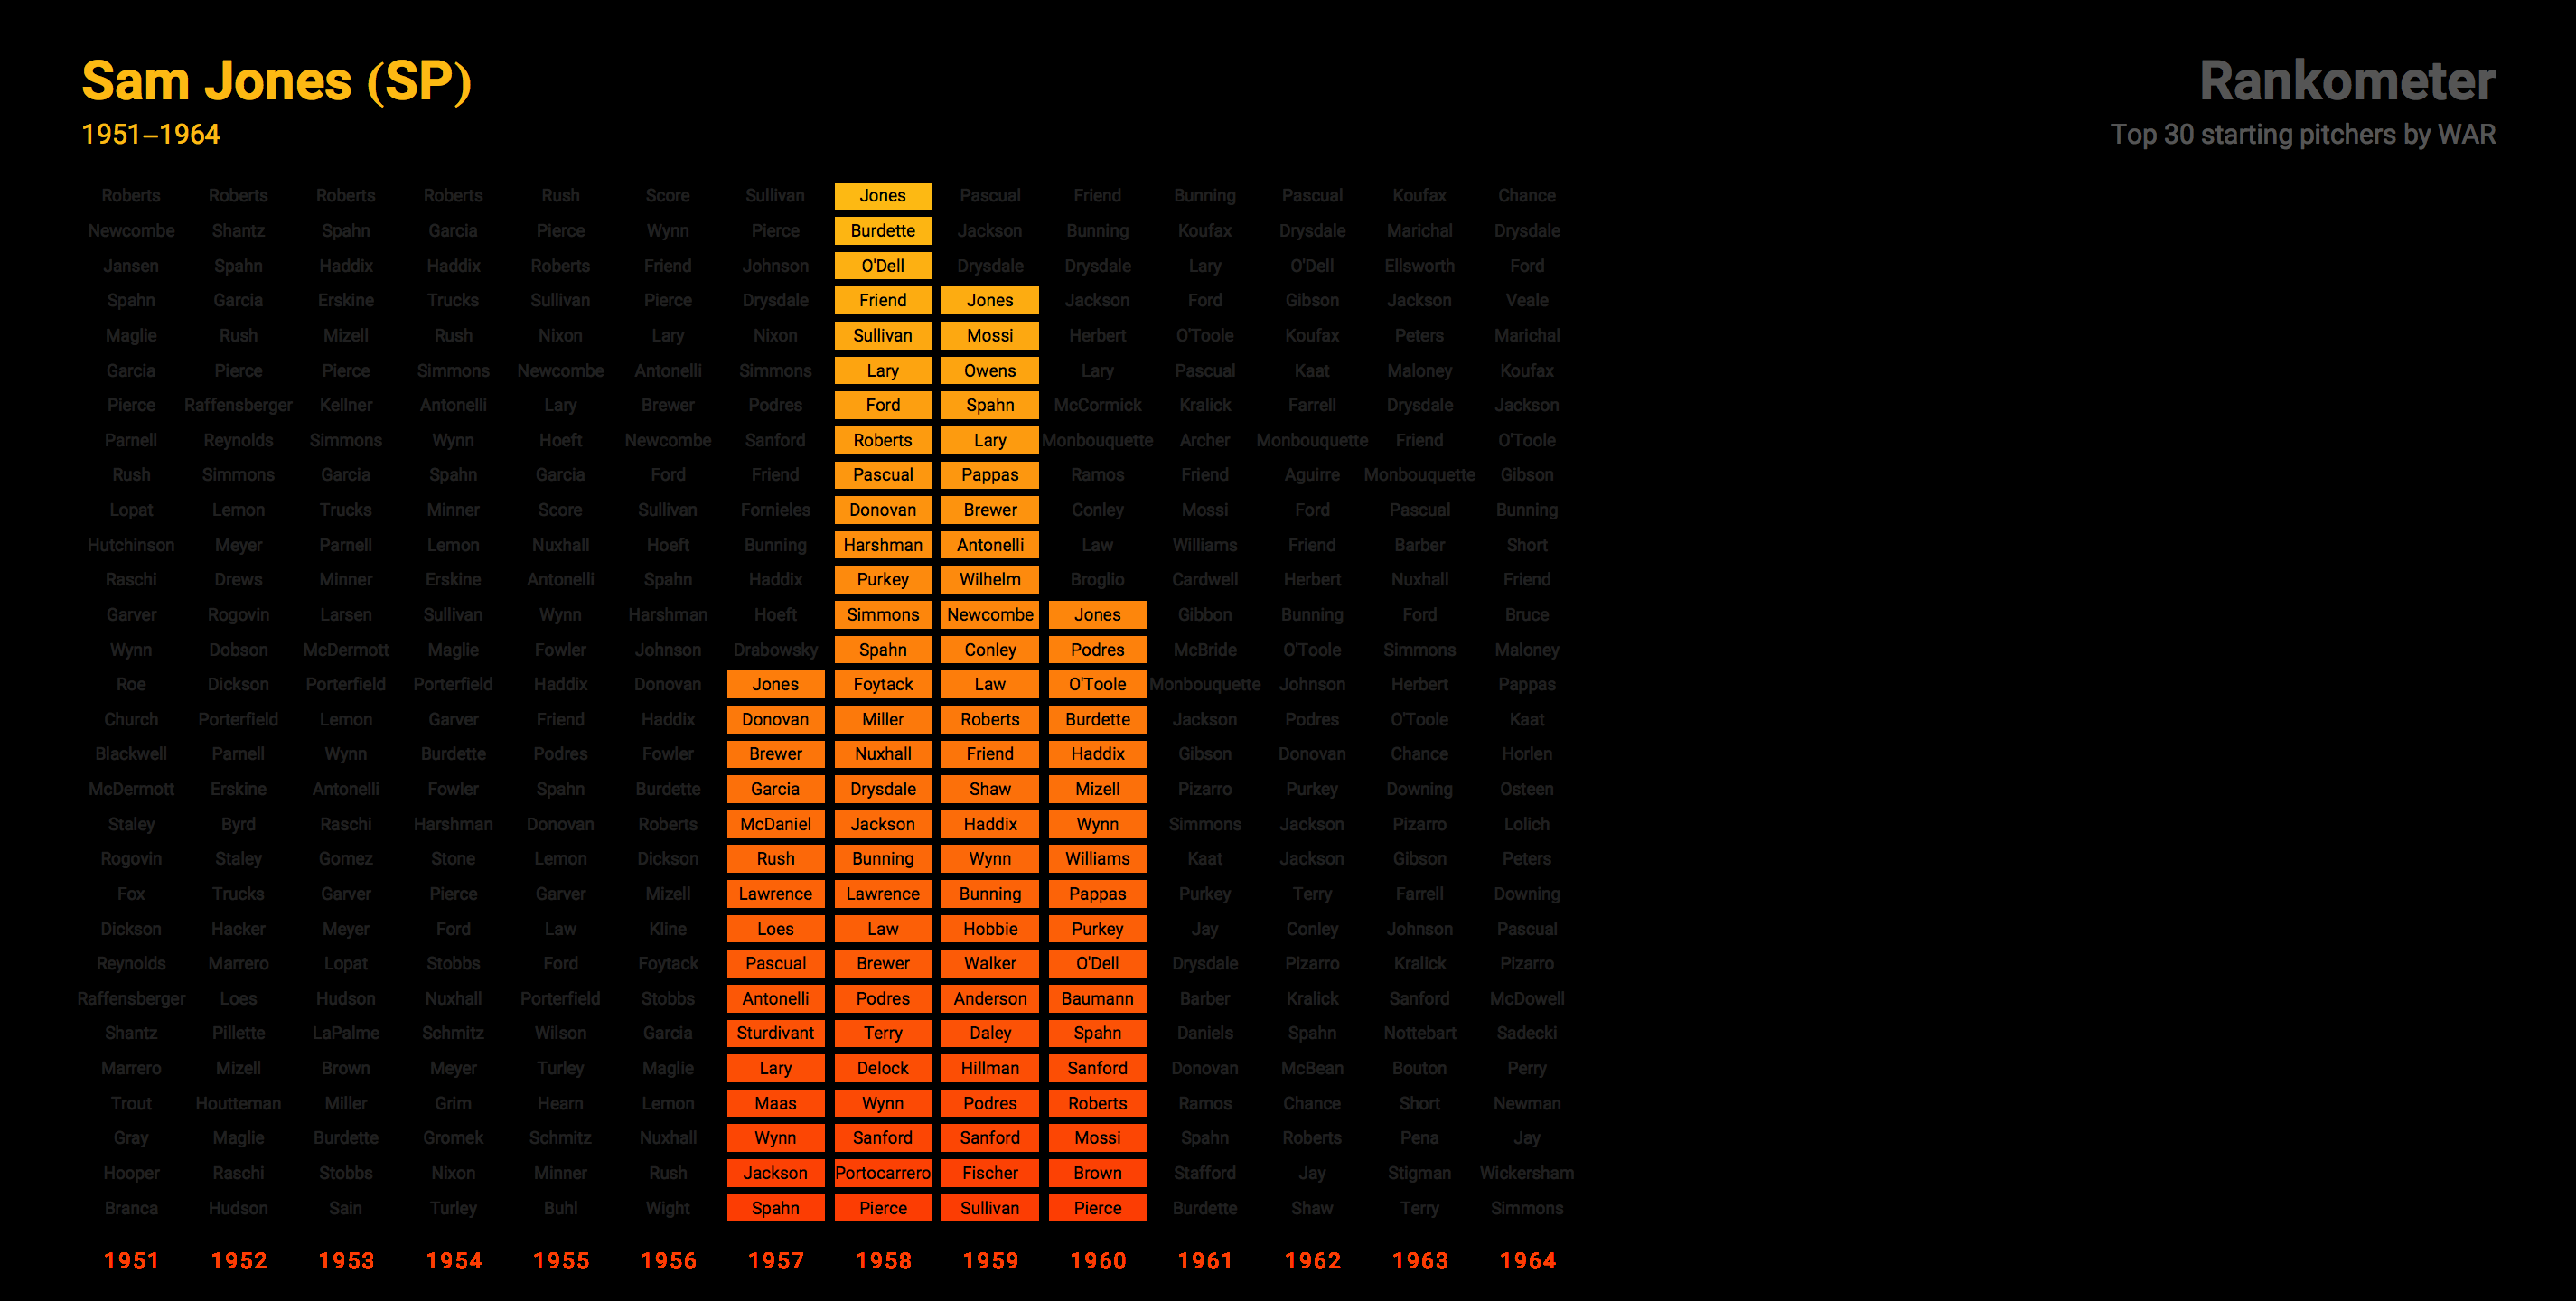 Sam Jones (SP)
1951–1964
Rankometer
Top 30 starting pitchers by WAR
Roberts Roberts Roberts Roberts Rush Score Sullivan Jones Pascual Friend Bunning Pascual Koufax Chance
Newcombe Shantz Spahn Garcia Pierce Wynn Pierce Burdette Jackson Bunning Koufax Drysdale Marichal Drysdale
Jansen Spahn Haddix Haddix Roberts Friend Johnson O'Dell Drysdale Drysdale Lary O'Dell Ellsworth Ford
Spahn Garcia Erskine Trucks Sullivan Pierce Drysdale Friend Jones Jackson Ford Gibson Jackson Veale
Maglie Rush Mizell Rush Nixon Lary Nixon Sullivan Mossi Herbert O'Toole Koufax Peters Marichal
Garcia Pierce Pierce Simmons Newcombe Antonelli Simmons Lary Owens Lary Pascual Kaat Maloney Koufax
Pierce Raffensberger Kellner Antonelli Lary Brewer Podres Ford Spahn McCormick Kralick Farrell Drysdale Jackson
Parnell Reynolds Simmons Wynn Hoeft Newcombe Sanford Roberts Lary Monbouquette Archer Monbouquette Friend O'Toole
Rush Simmons Garcia Spahn Garcia Ford Friend Pascual Pappas Ramos Friend Aguirre Monbouquette Gibson
Lopat Lemon Trucks Minner Score Sullivan Fornieles Donovan Brewer Conley Mossi Ford Pascual Bunning
Hutchinson Meyer Parnell Lemon Nuxhall Hoeft Bunning Harshman Antonelli Law Williams Friend Barber Short
Raschi Drews Minner Erskine Antonelli Spahn Haddix Purkey Wilhelm Broglio Cardwell Herbert Nuxhall Friend
Garver Rogovin Larsen Sullivan Wynn Harshman Hoeft Simmons Newcombe Jones Gibbon Bunning Ford Bruce
Wynn Dobson McDermott Maglie Fowler Johnson Drabowsky Spahn Conley Podres McBride O'Toole Simmons Maloney
Roe Dickson Porterfield Porterfield Haddix Donovan Jones Foytack Law O'Toole Monbouquette Johnson Herbert Pappas
Church Porterfield Lemon Garver Friend Haddix Donovan Miller Roberts Burdette Jackson Podres O'Toole Kaat
Blackwell Parnell Wynn Burdette Podres Fowler Brewer Nuxhall Friend Haddix Gibson Donovan Chance Horlen
McDermott Erskine Antonelli Fowler Spahn Burdette Garcia Drysdale Shaw Mizell Pizarro Purkey Downing Osteen
Staley Byrd Raschi Harshman Donovan Roberts McDaniel Jackson Haddix Wynn Simmons Jackson Pizarro Lolich
Rogovin Staley Gomez Stone Lemon Dickson Rush Bunning Wynn Williams Kaat Jackson Gibson Peters
Fox Trucks Garver Pierce Garver Mizell Lawrence Lawrence Bunning Pappas Purkey Terry Farrell Downing
Dickson Hacker Meyer Ford Law Kline Loes Law Hobbie Purkey Jay Conley Johnson Pascual
Reynolds Marrero Lopat Stobbs Ford Foytack Pascual Brewer Walker O'Dell Drysdale Pizarro Kralick Pizarro
Raffensberger Loes Hudson Nuxhall Porterfield Stobbs Antonelli Podres Anderson Baumann Barber Kralick Sanford McDowell
Shantz Pillette LaPalme Schmitz Wilson Garcia Sturdivant Terry Daley Spahn Daniels Spahn Nottebart Sadecki
Marrero Mizell Brown Meyer Turley Maglie Lary Delock Hillman Sanford Donovan McBean Bouton Perry
Trout Houtteman Miller Grim Hearn Lemon Maas Wynn Podres Roberts Ramos Chance Short Newman
Gray Maglie Burdette Gromek Schmitz Nuxhall Wynn Sanford Sanford Mossi Spahn Roberts Pena Jay
Hooper Raschi Stobbs Nixon Minner Rush Jackson Portocarrero Fischer Brown Stafford Jay Stigman Wickersham
Branca Hudson Sain Turley Buhl Wight Spahn Pierce Sullivan Pierce Burdette Shaw Terry Simmons
1951 1952 1953 1954 1955 1956 1957 1958 1959 1960 1961 1962 1963 1964